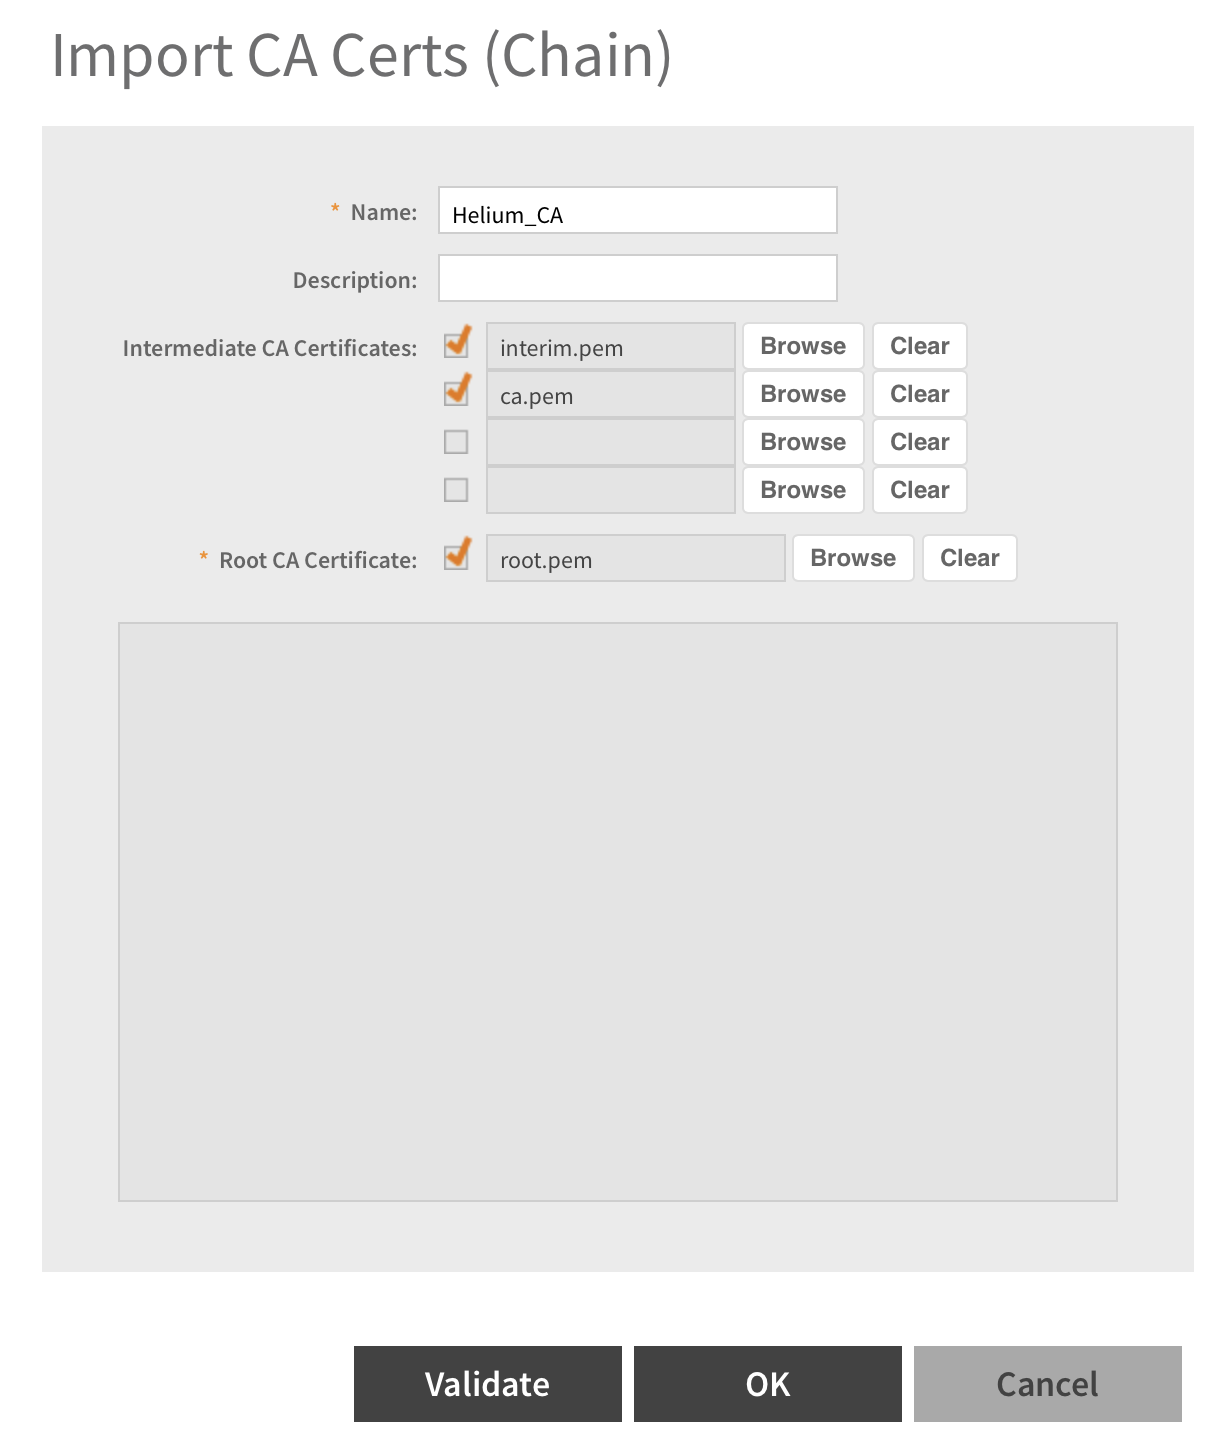 Import CA Certs (Chain)
* Name: Helium_CA
Description:
Intermediate CA Certificates: interim.pem Browse Clear
ca.pem Browse Clear
Browse Clear
Browse Clear
* Root CA Certificate: root.pem Browse Clear
Validate OK Cancel